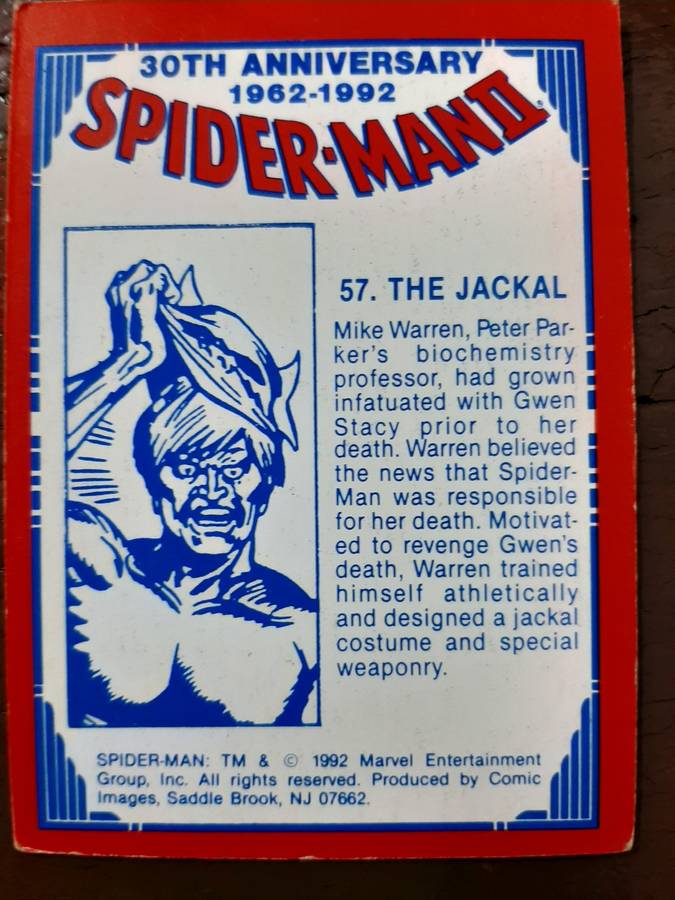 30TH ANNIVERSARY
1962-1992
SPIDER-MAN II®
57. THE JACKAL
Mike Warren, Peter Par-
ker's biochemistry
professor, had grown
infatuated with Gwen
Stacy prior to her
death. Warren believed
the news that Spider-
Man was responsible
for her death. Motivat-
ed to revenge Gwen's
death, Warren trained
himself athletically
and designed a jackal
costume and special
weaponry.
SPIDER-MAN: TM & © 1992 Marvel Entertainment
Group, Inc. All rights reserved. Produced by Comic
Images, Saddle Brook, NJ 07662.